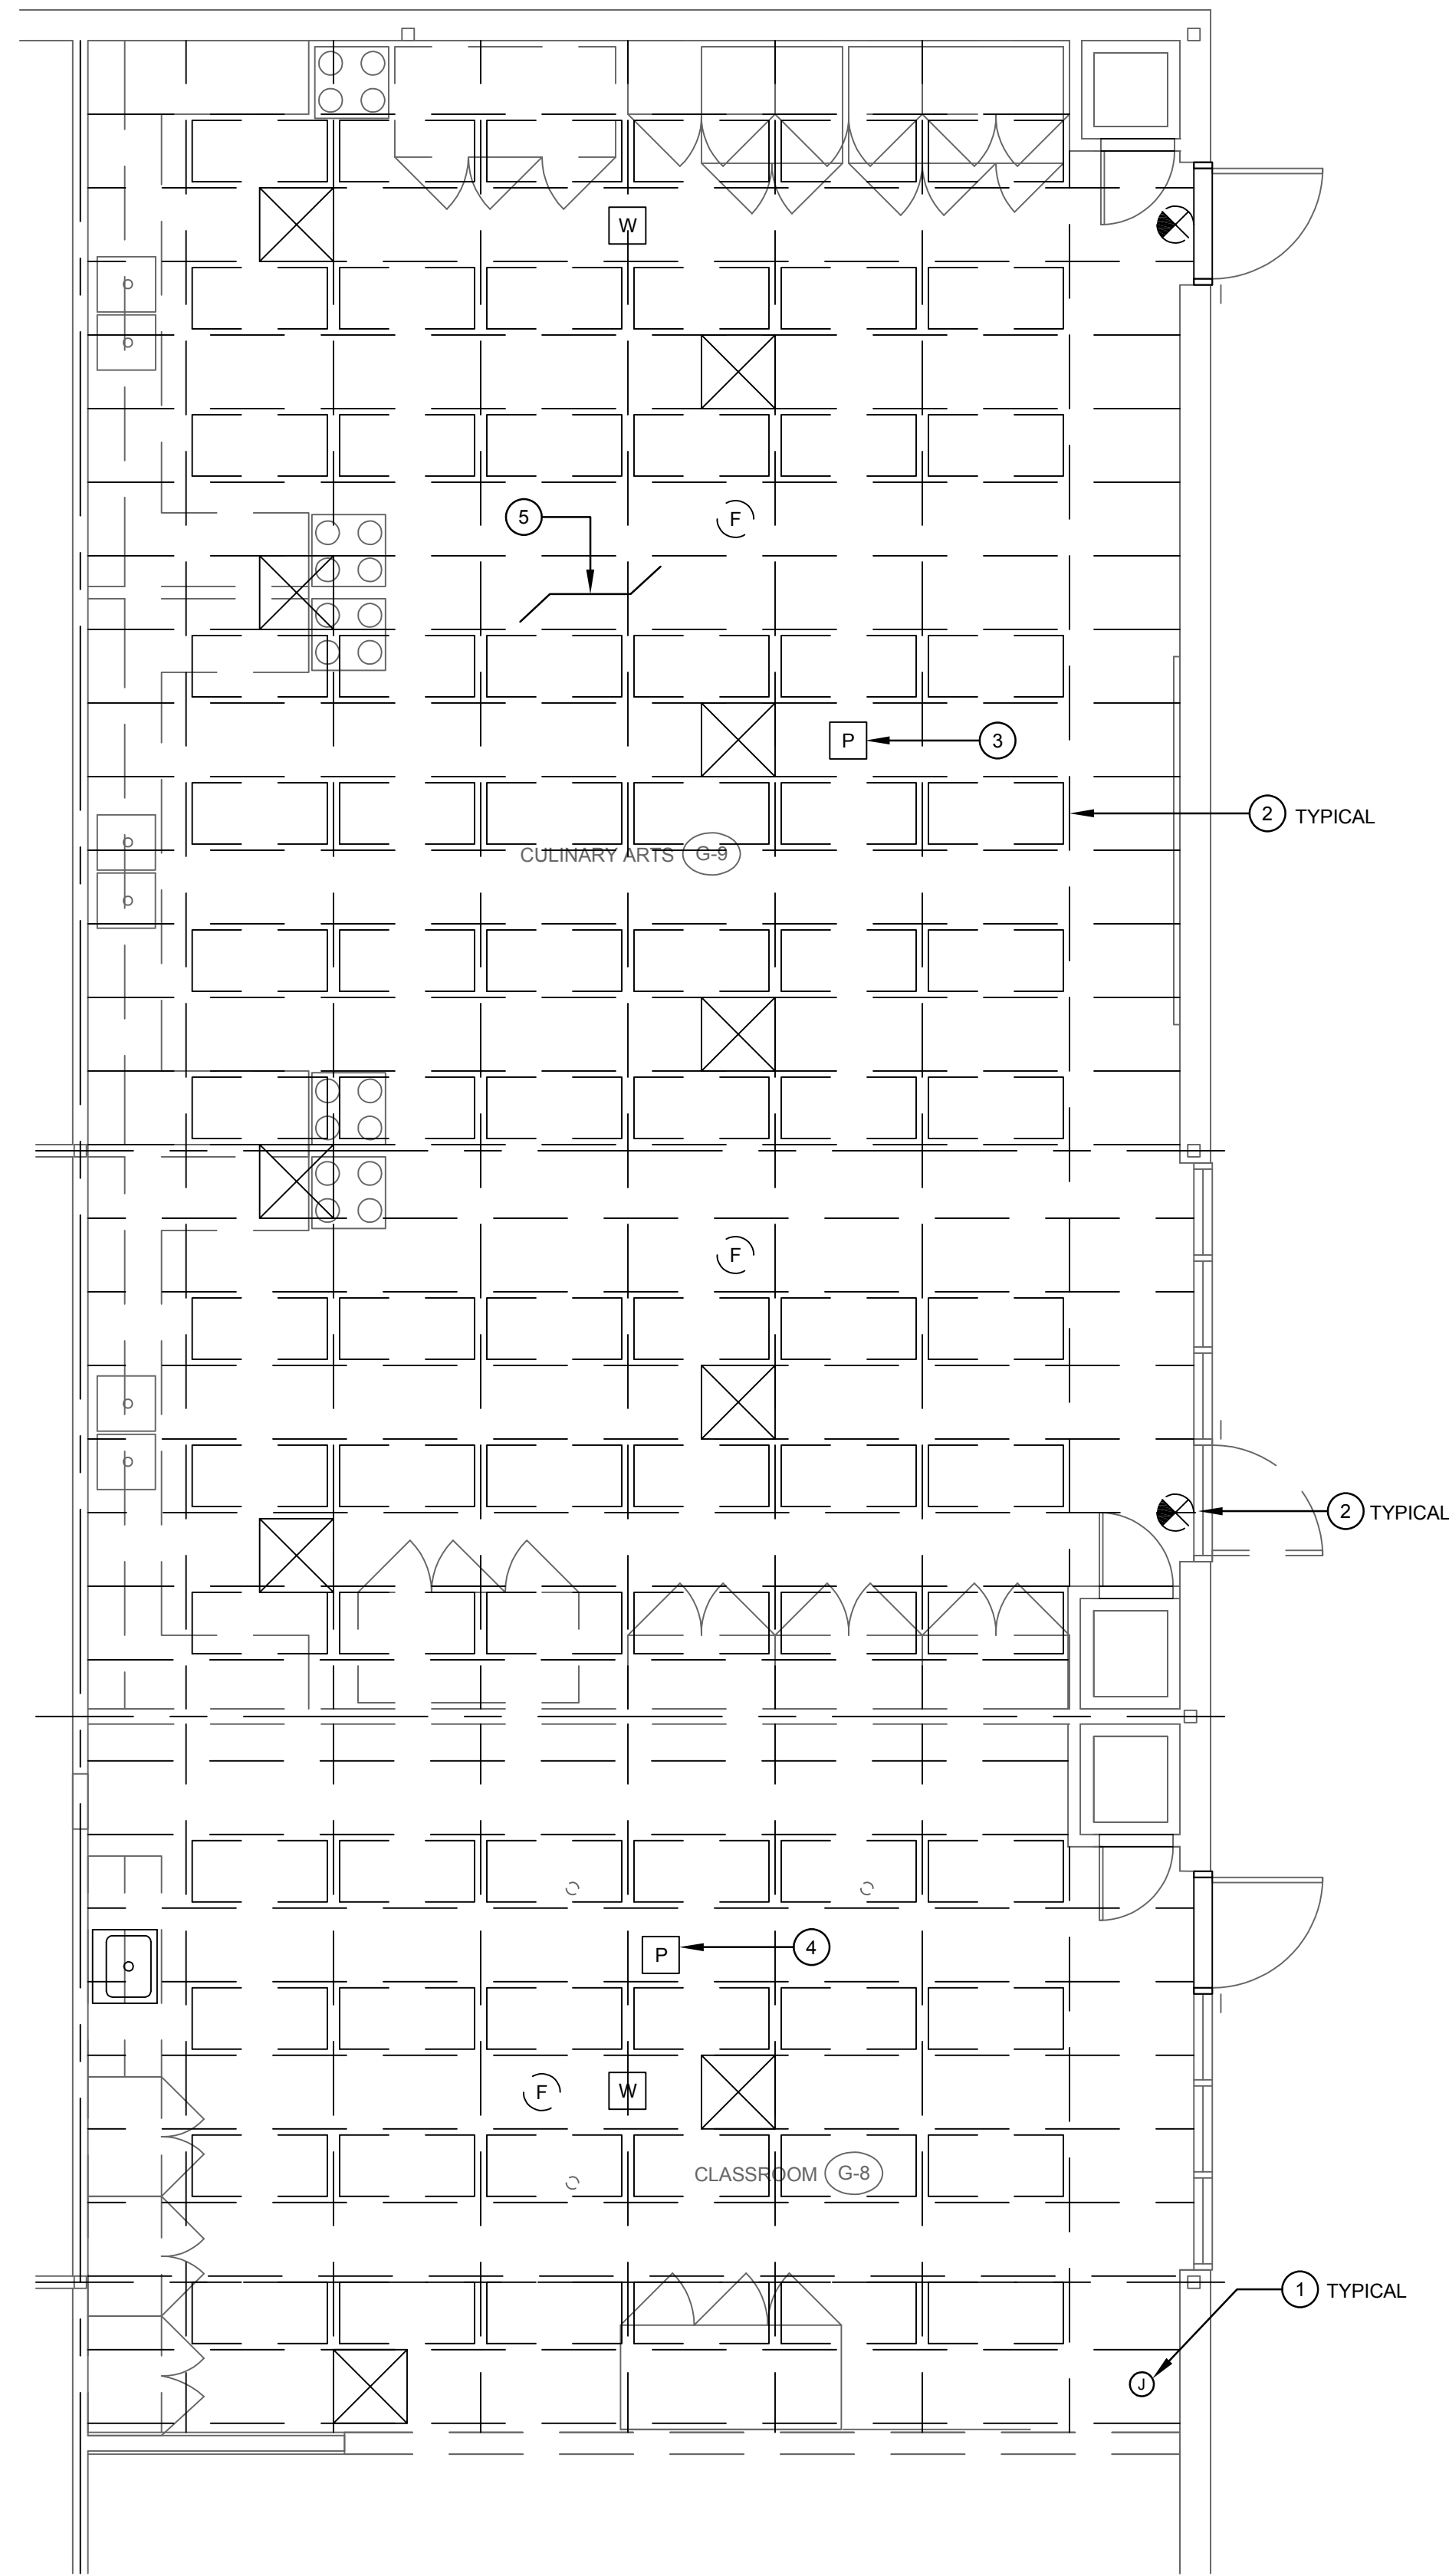 W
5
F
P
3
2 TYPICAL
CULINARY ARTS G-9
F
2 TYPICAL
P
4
F
W
CLASSROOM G-8
1 TYPICAL
J